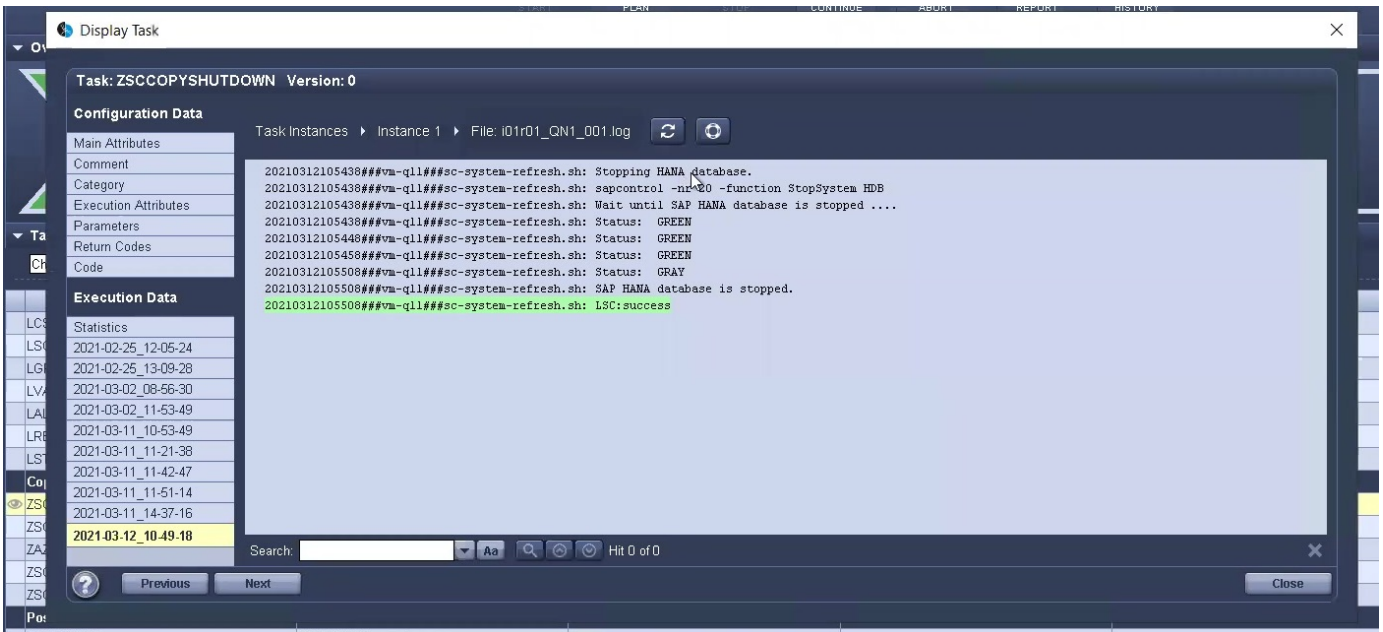 START PLAN STOP CONTINUE ABORT REPORT HISTORY
Display Task
Task: ZSCCOPYSHUTDOWN Version: 0
Configuration Data
Main Attributes
Comment
Category
Execution Attributes
Parameters
Return Codes
Code
Execution Data
Statistics
2021-02-25_12-05-24
2021-02-25_13-09-28
2021-03-02_08-56-30
2021-03-02_11-53-49
2021-03-11_10-53-49
2021-03-11_11-21-38
2021-03-11_11-42-47
2021-03-11_11-51-14
2021-03-11_14-37-16
2021-03-12_10-49-18
Task Instances Instance 1 File: i01r01_QN1_001.log
20210312105438###vm-ql1###sc-system-refresh.sh: Stopping HANA database.
20210312105438###vm-ql1###sc-system-refresh.sh: sapcontrol -nr 20 -function StopSystem HDB
20210312105438###vm-ql1###sc-system-refresh.sh: Wait until SAP HANA database is stopped ....
20210312105438###vm-ql1###sc-system-refresh.sh: Status: GREEN
20210312105448###vm-ql1###sc-system-refresh.sh: Status: GREEN
20210312105458###vm-ql1###sc-system-refresh.sh: Status: GREEN
20210312105508###vm-ql1###sc-system-refresh.sh: Status: GRAY
20210312105508###vm-ql1###sc-system-refresh.sh: SAP HANA database is stopped.
20210312105508###vm-ql1###sc-system-refresh.sh: LSC:success
Search: Aa Hit 0 of 0
? Previous Next Close